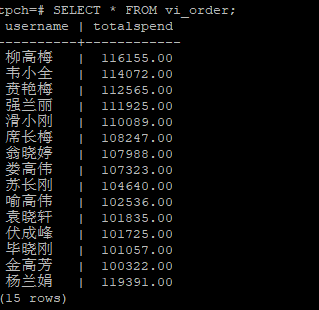 tpch=# SELECT * FROM vi_order;
username | totalspend
----------+------------
柳高梅 | 116155.00
韦小全 | 114072.00
贲艳梅 | 112565.00
强兰丽 | 111925.00
滑小刚 | 110089.00
席长梅 | 108247.00
翁晓婷 | 107988.00
娄高伟 | 107323.00
苏长刚 | 104640.00
喻高伟 | 102536.00
袁晓轩 | 101835.00
伏成峰 | 101725.00
毕晓刚 | 101057.00
金高芳 | 100322.00
杨兰娟 | 119391.00
(15 rows)